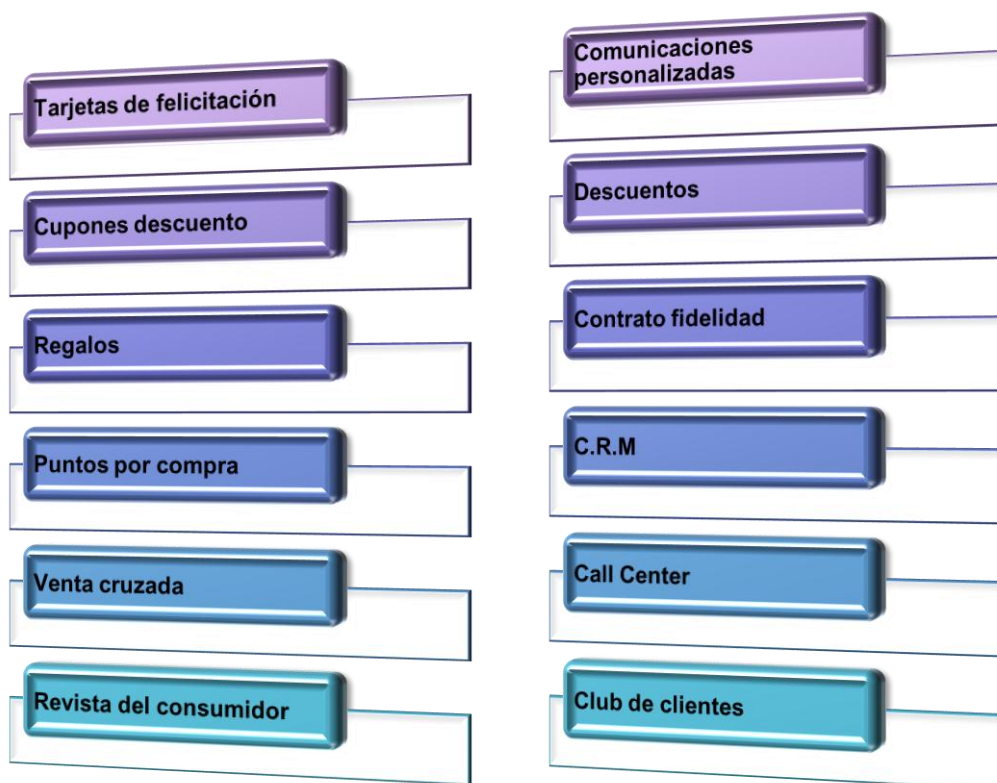 Tarjetas de felicitación
Cupones descuento
Regalos
Puntos por compra
Venta cruzada
Revista del consumidor
Comunicaciones
personalizadas
Descuentos
Contrato fidelidad
C.R.M
Call Center
Club de clientes